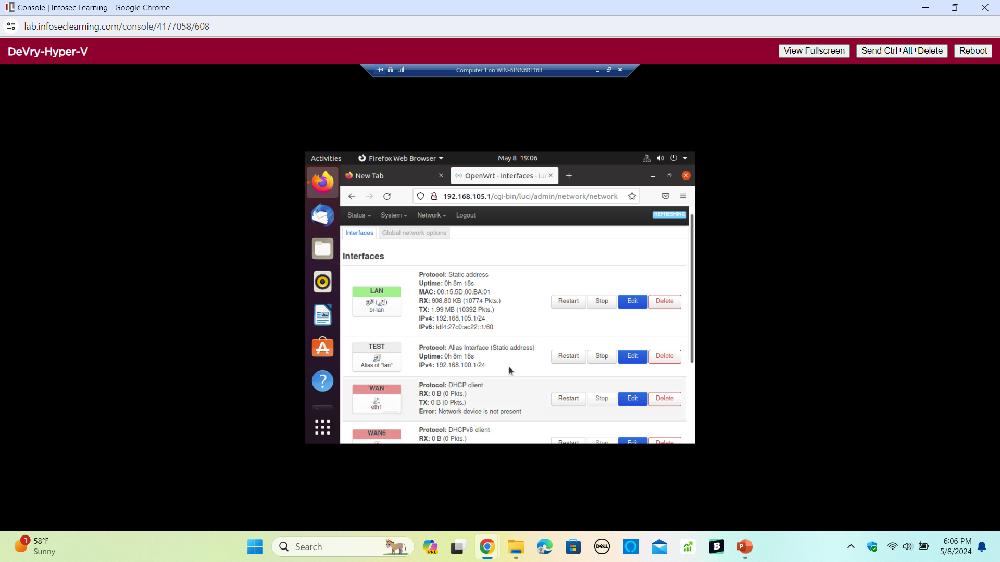 Console | Infosec Learning - Google Chrome
lab.infoseclearning.com/console/4177058/608
DeVry-Hyper-V
View Fullscreen
Send Ctrl+Alt+Delete
Reboot
Computer 1 on WIN-6JNN6RLT6IL
Activities
Firefox Web Browser
May 8 19:06
New Tab
OpenWrt - Interfaces - Lu
192.168.105.1/cgi-bin/luci/admin/network/network
Status
System
Network
Logout
REFRESHING
Interfaces
Global network options
Interfaces
LAN
br-lan
Protocol: Static address
Uptime: 0h 8m 18s
MAC: 00:15:5D:00:BA:01
RX: 908.80 KB (10774 Pkts.)
TX: 1.99 MB (10392 Pkts.)
IPv4: 192.168.105.1/24
IPv6: fdf4:27c0:ac22::1/60
Restart
Stop
Edit
Delete
TEST
Alias of "lan"
Protocol: Alias Interface (Static address)
Uptime: 0h 8m 18s
IPv4: 192.168.100.1/24
Restart
Stop
Edit
Delete
WAN
eth1
Protocol: DHCP client
RX: 0 B (0 Pkts.)
TX: 0 B (0 Pkts.)
Error: Network device is not present
Restart
Stop
Edit
Delete
WAN6
Protocol: DHCPv6 client
RX: 0 B (0 Pkts.)
Restart
Stop
Edit
Delete
1
58°F
Sunny
Search
PRE
DELL
B
P
6:06 PM
5/8/2024